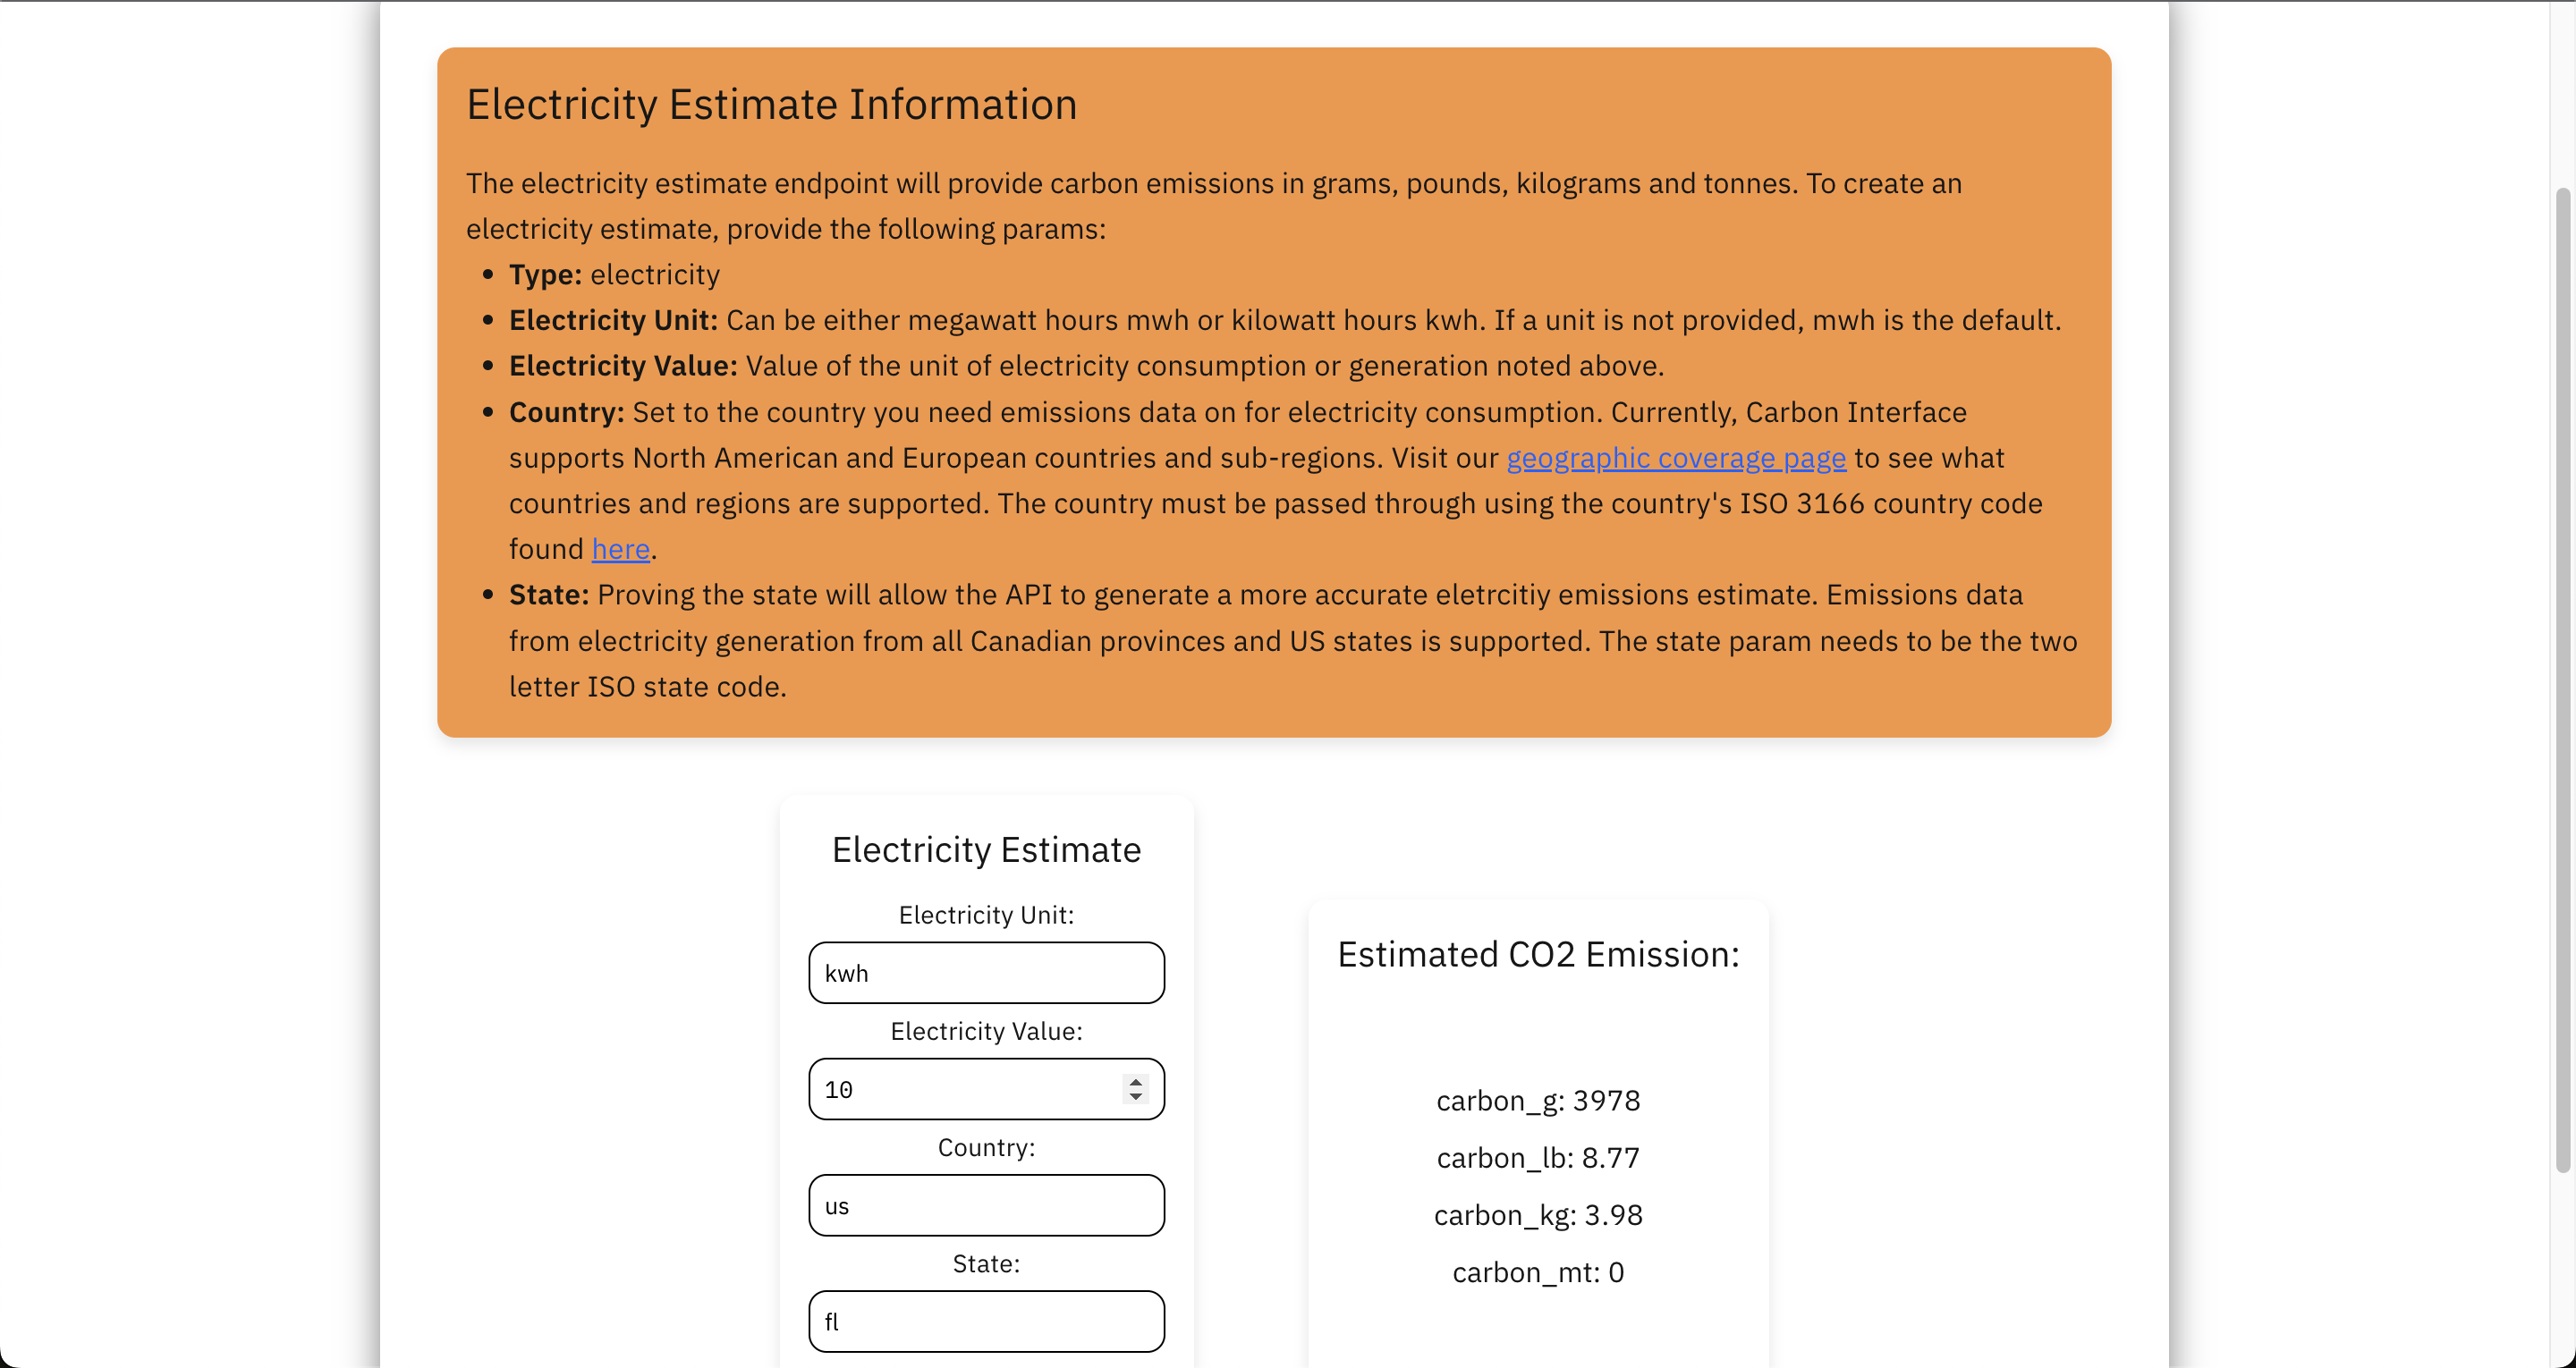 Electricity Estimate Information
The electricity estimate endpoint will provide carbon emissions in grams, pounds, kilograms and tonnes. To create an
electricity estimate, provide the following params:
• Type: electricity
• Electricity Unit: Can be either megawatt hours mwh or kilowatt hours kwh. If a unit is not provided, mwh is the default.
• Electricity Value: Value of the unit of electricity consumption or generation noted above.
• Country: Set to the country you need emissions data on for electricity consumption. Currently, Carbon Interface
supports North American and European countries and sub-regions. Visit our geographic coverage page to see what
countries and regions are supported. The country must be passed through using the country's ISO 3166 country code
found here.
• State: Proving the state will allow the API to generate a more accurate eletrcitiy emissions estimate. Emissions data
from electricity generation from all Canadian provinces and US states is supported. The state param needs to be the two
letter ISO state code.
Electricity Estimate
Electricity Unit:
kwh
Electricity Value:
10
Country:
us
State:
fl
Estimated CO2 Emission:
carbon_g: 3978
carbon_lb: 8.77
carbon_kg: 3.98
carbon_mt: 0